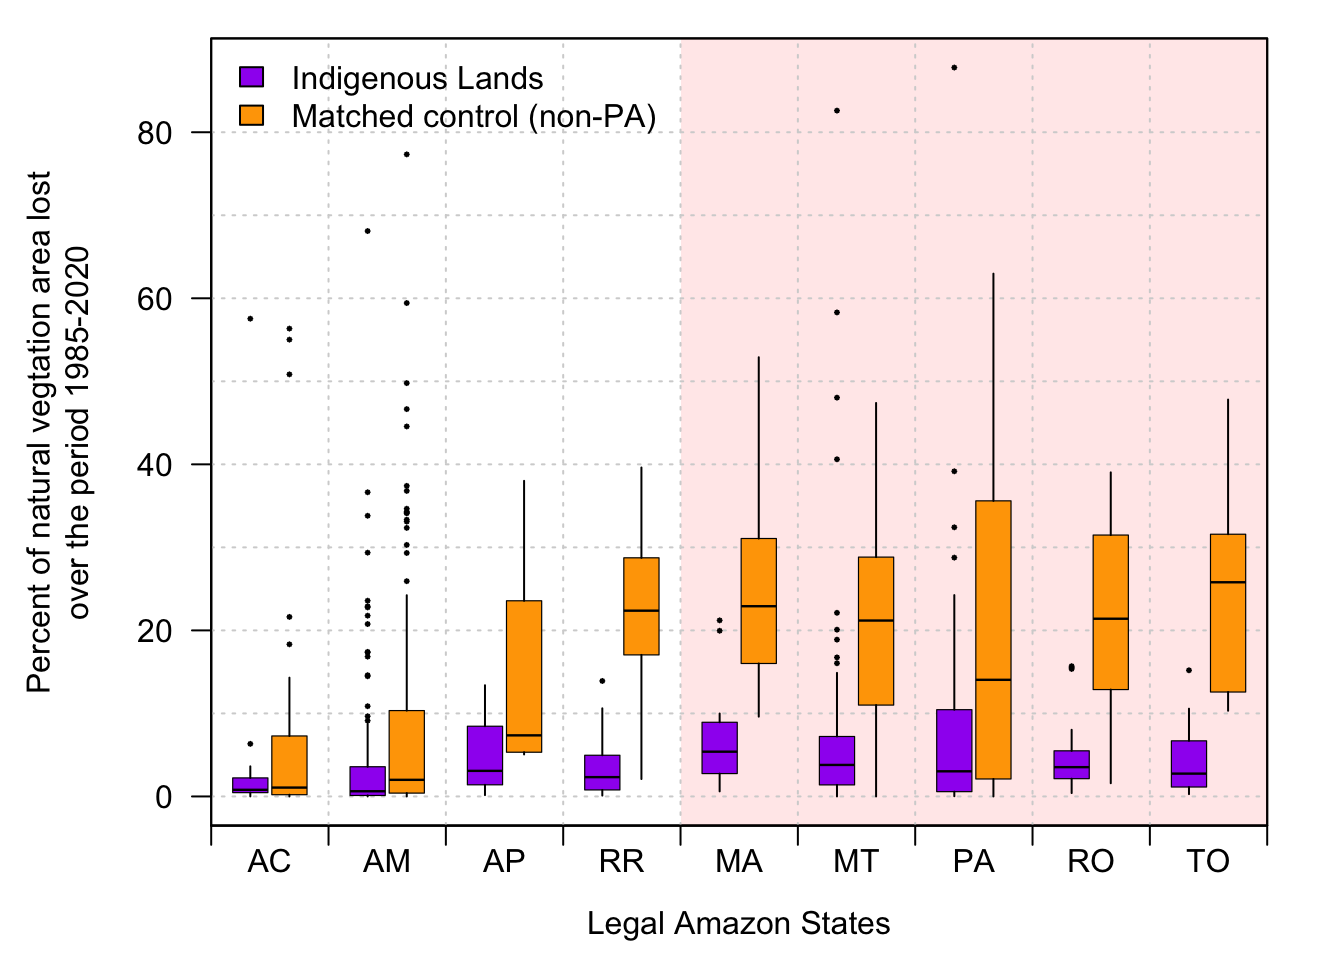 Indigenous Lands
Matched control (non-PA)
Percent of natural vegtation area lost
over the period 1985-2020
80
60
40
20
0
AC AM AP RR MA MT PA RO TO
Legal Amazon States